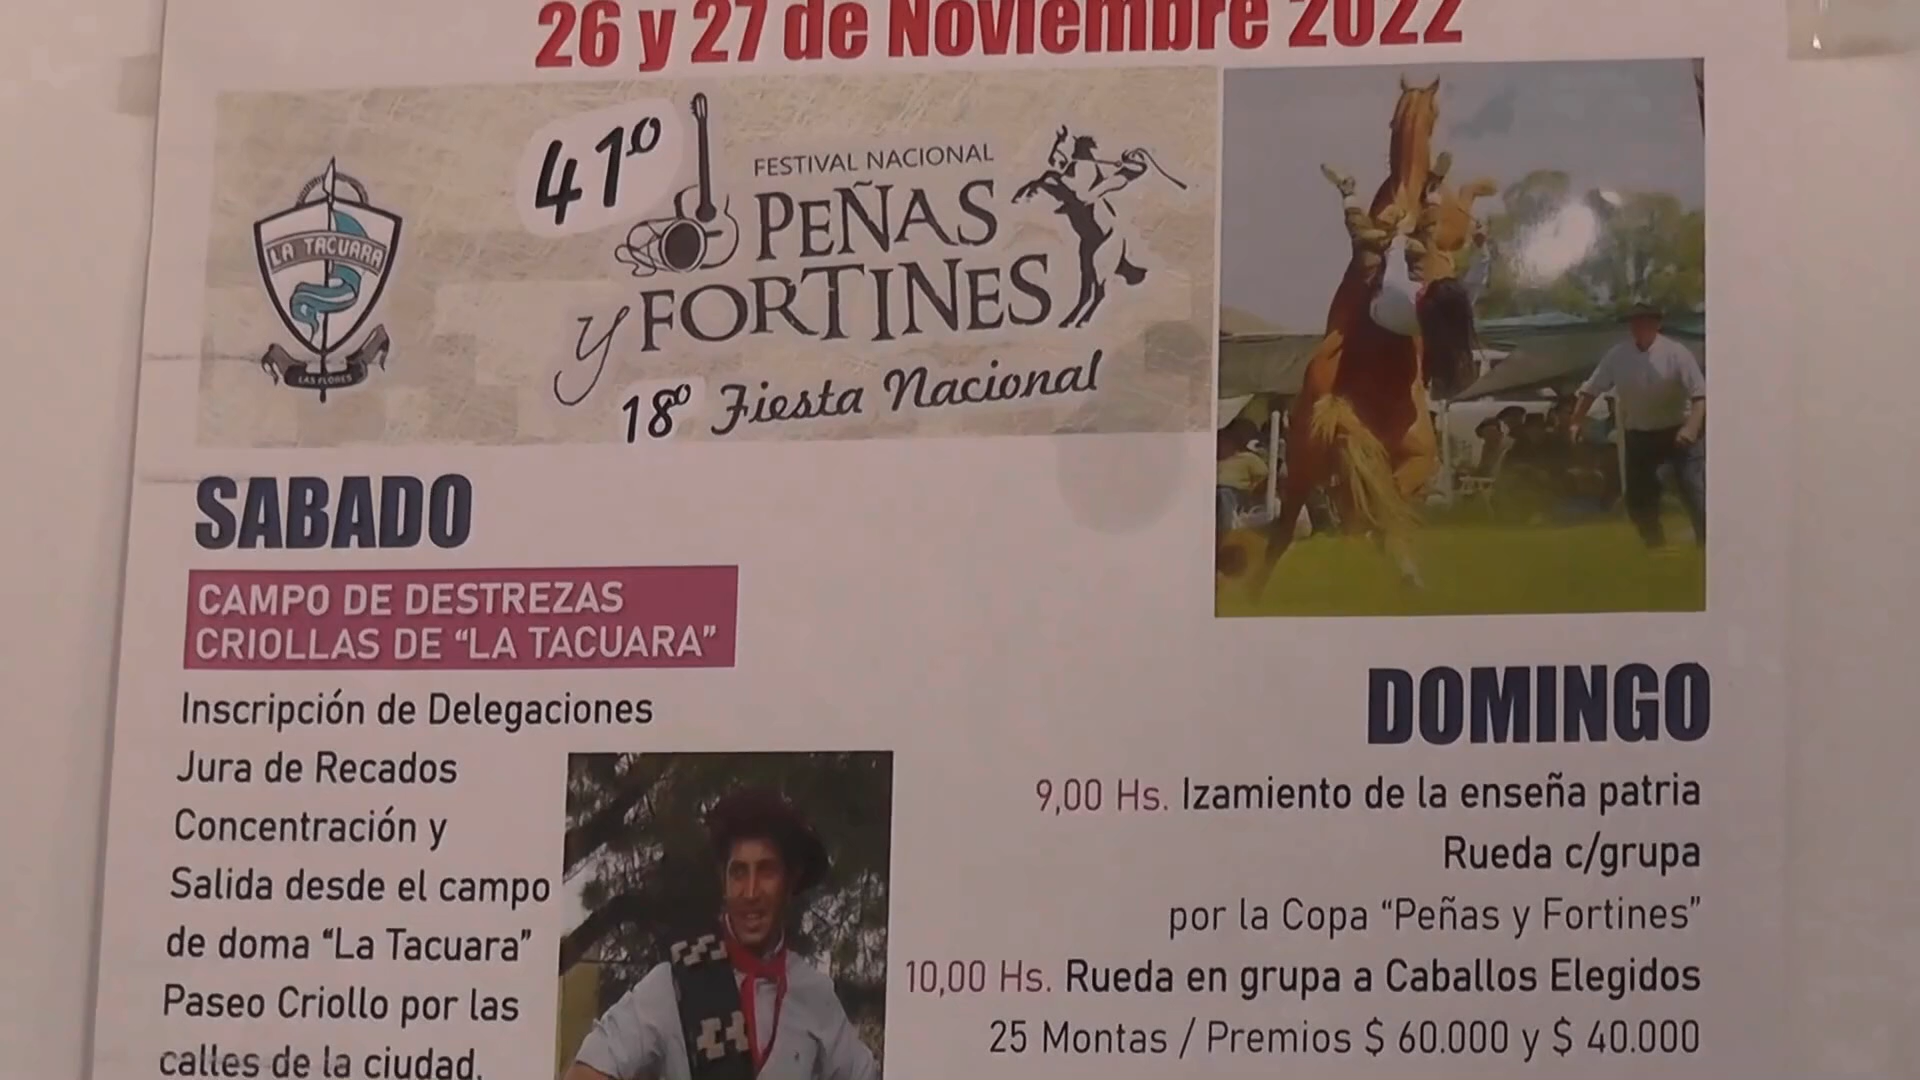 26 y 27 de Noviembre 2022
LA TACUARA
LAS FLORES
41º
FESTIVAL NACIONAL
PEÑAS
y FORTINES
18º Fiesta Nacional
SABADO
CAMPO DE DESTREZAS
CRIOLLAS DE “LA TACUARA”
Inscripción de Delegaciones
Jura de Recados
Concentración y
Salida desde el campo
de doma “La Tacuara”
Paseo Criollo por las
calles de la ciudad.
DOMINGO
9,00 Hs. Izamiento de la enseña patria
Rueda c/grupa
por la Copa “Peñas y Fortines”
10,00 Hs. Rueda en grupa a Caballos Elegidos
25 Montas / Premios $ 60.000 y $ 40.000